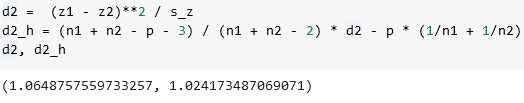 d2 =  (z1 - z2)**2 / s_z
d2_h = (n1 + n2 - p - 3) / (n1 + n2 - 2) * d2 - p * (1/n1 + 1/n2)
d2, d2_h
(1.0648757559733257, 1.024173487069071)